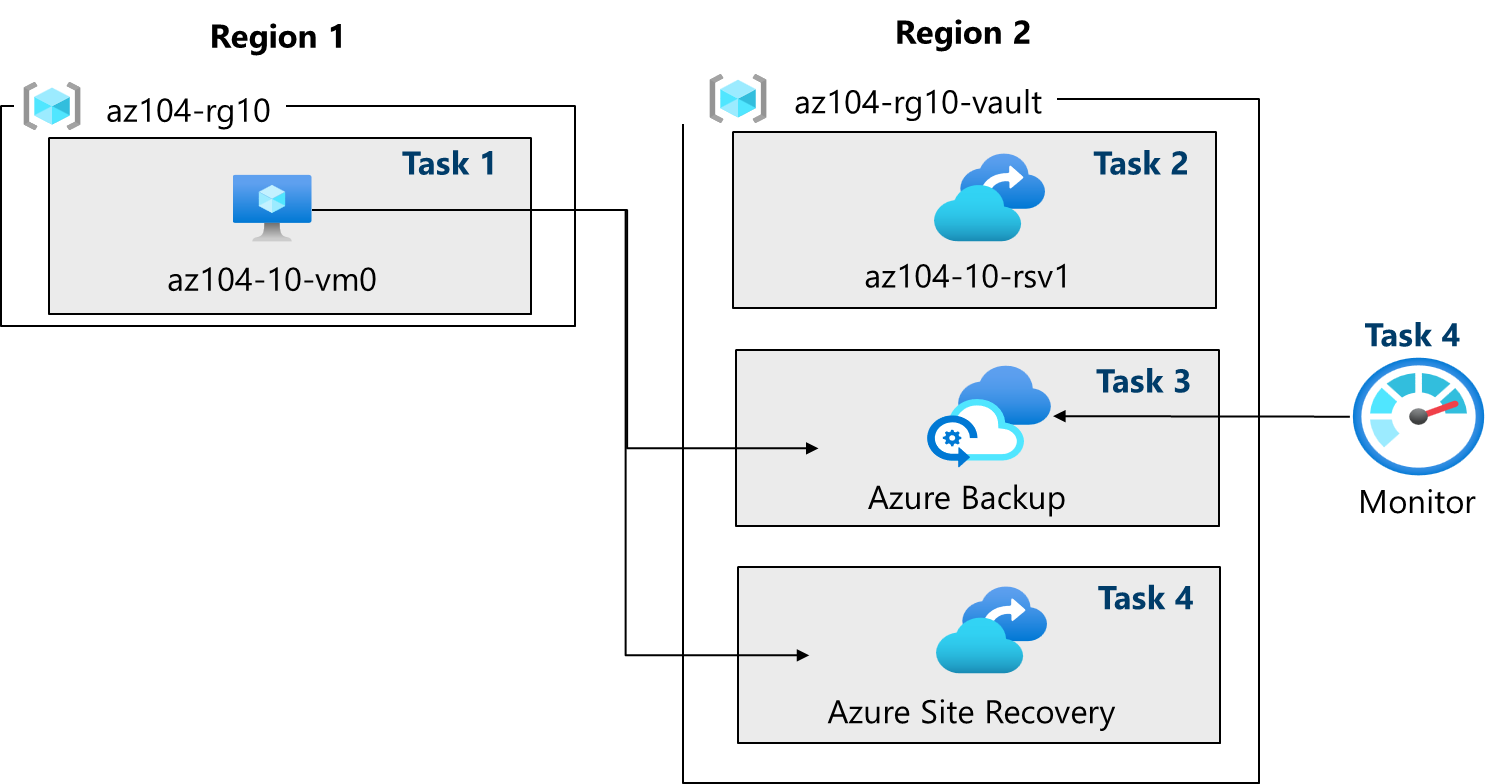 Region 1
Region 2
az104-rg10
az104-rg10-vault
Task 1
az104-10-vm0
Task 2
az104-10-rsv1
Task 3
Azure Backup
Task 4
Monitor
Task 4
Azure Site Recovery